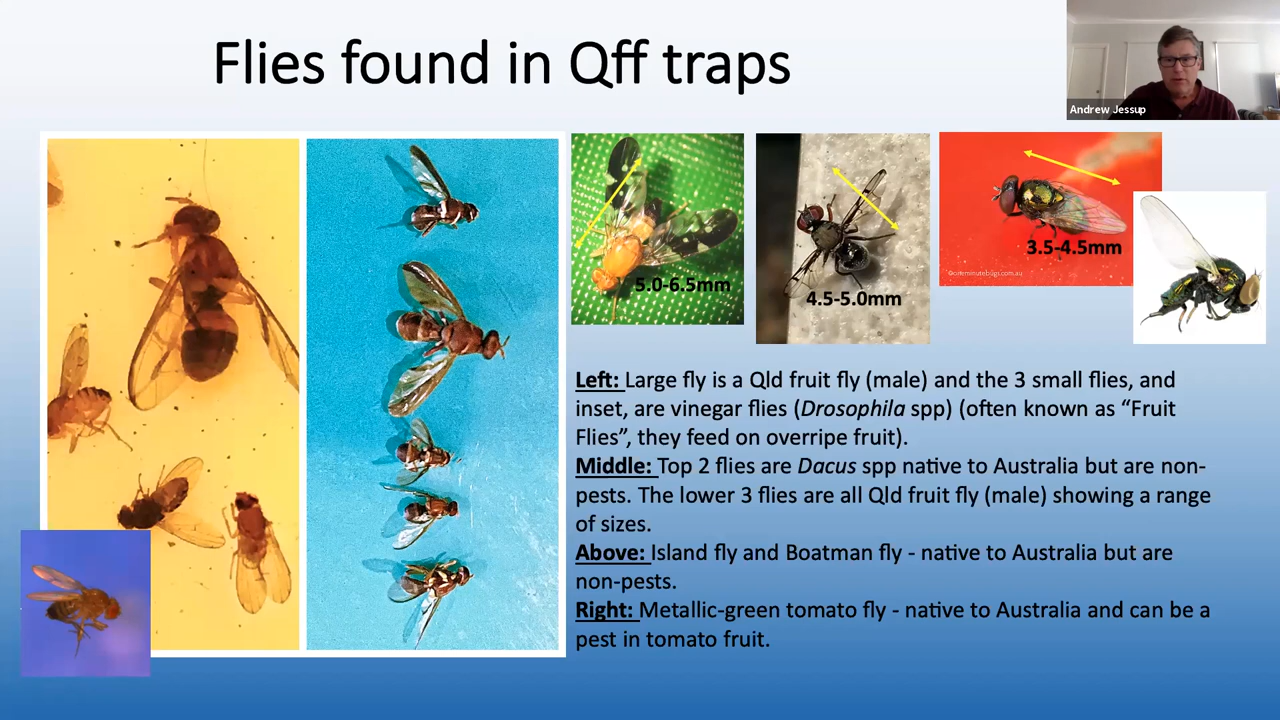 Flies found in Qff traps
Andrew Jessup
5.0-6.5mm
4.5-5.0mm
3.5-4.5mm
©oneminutebugs.com.au
Left: Large fly is a Qld fruit fly (male) and the 3 small flies, and
inset, are vinegar flies (Drosophila spp) (often known as “Fruit
Flies”, they feed on overripe fruit).
Middle: Top 2 flies are Dacus spp native to Australia but are non-
pests. The lower 3 flies are all Qld fruit fly (male) showing a range
of sizes.
Above: Island fly and Boatman fly - native to Australia but are
non-pests.
Right: Metallic-green tomato fly - native to Australia and can be a
pest in tomato fruit.